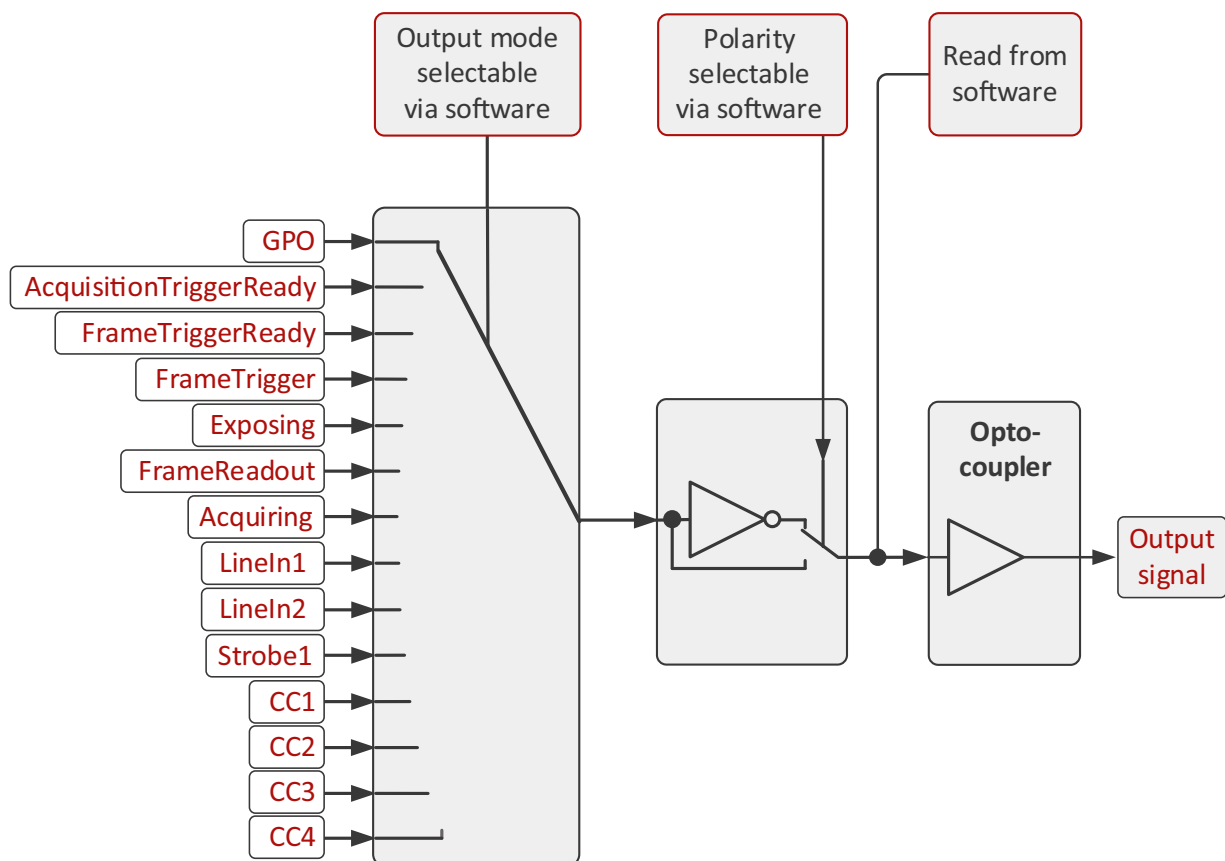 Output mode
selectable
via software
Polarity
selectable
via software
Read from
software
GPO
AcquisitionTriggerReady
FrameTriggerReady
FrameTrigger
Exposing
FrameReadout
Acquiring
LineIn1
LineIn2
Strobe1
CC1
CC2
CC3
CC4
Opto-
coupler
Output
signal